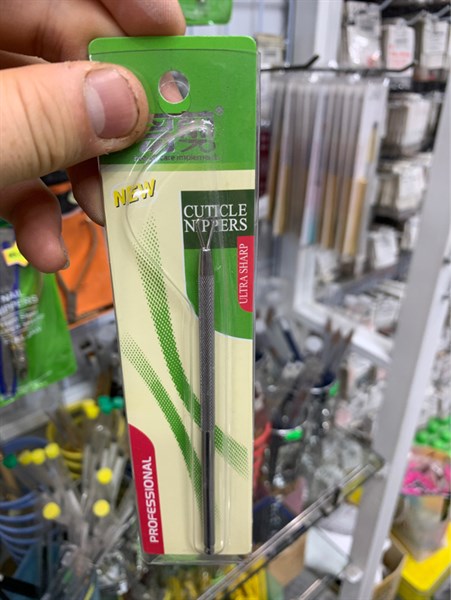 NEW
CUTICLE
NIPPERS
ULTRA SHARP
PROFESSIONAL